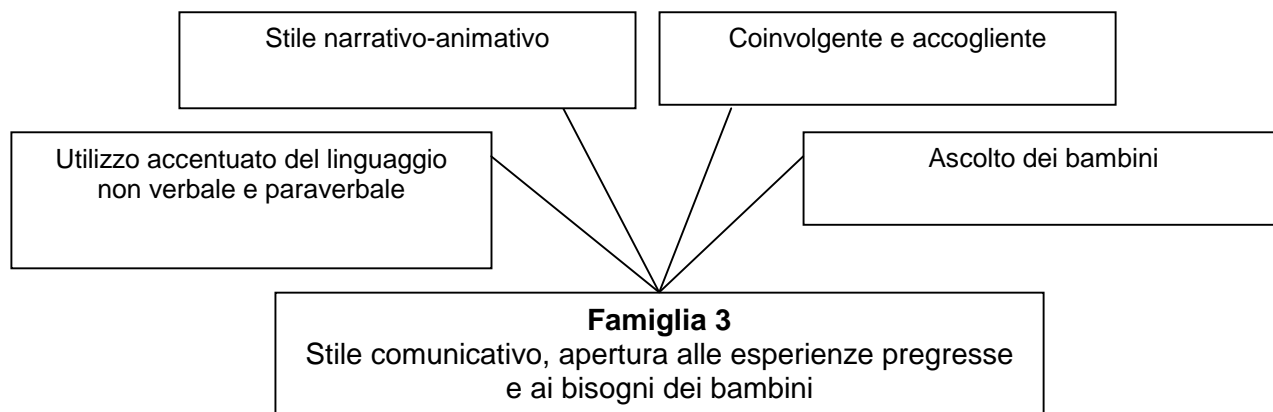 Stile narrativo-animativo
Coinvolgente e accogliente
Utilizzo accentuato del linguaggio
non verbale e paraverbale
Ascolto dei bambini
Famiglia 3
Stile comunicativo, apertura alle esperienze pregresse
e ai bisogni dei bambini